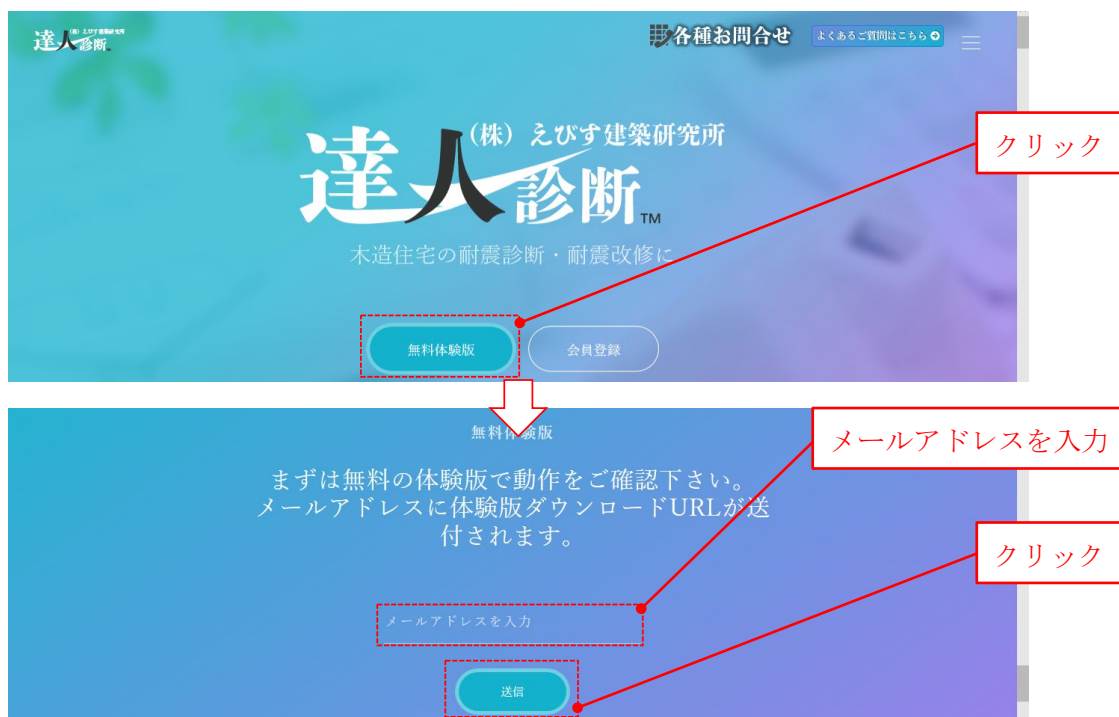 (株) えびす建築研究所
達人診断
各種お問合せ
よくあるご質問はこちら
(株) えびす建築研究所
達人診断TM
木造住宅の耐震診断・耐震改修に
クリック
無料体験版
会員登録
無料体験版
メールアドレスを入力
まずは無料の体験版で動作をご確認下さい。
メールアドレスに体験版ダウンロードURLが送
付されます。
クリック
メールアドレスを入力
送信